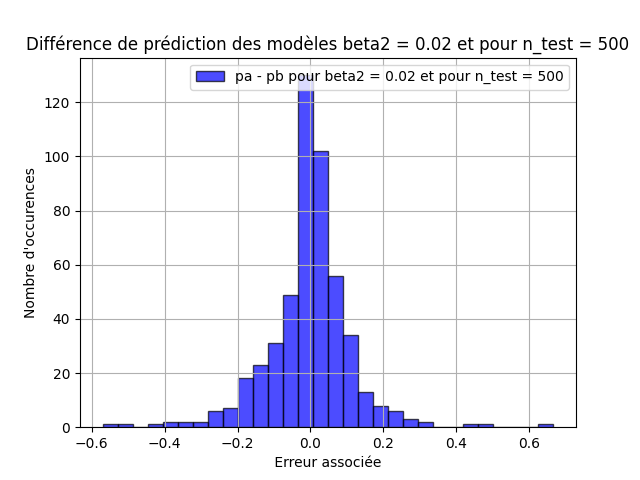 Différence de prédiction des modèles beta2 = 0.02 et pour n_test = 500
pa - pb pour beta2 = 0.02 et pour n_test = 500
Nombre d'occurences
120
100
80
60
40
20
0
−0.6 −0.4 −0.2 0.0 0.2 0.4 0.6
Erreur associée